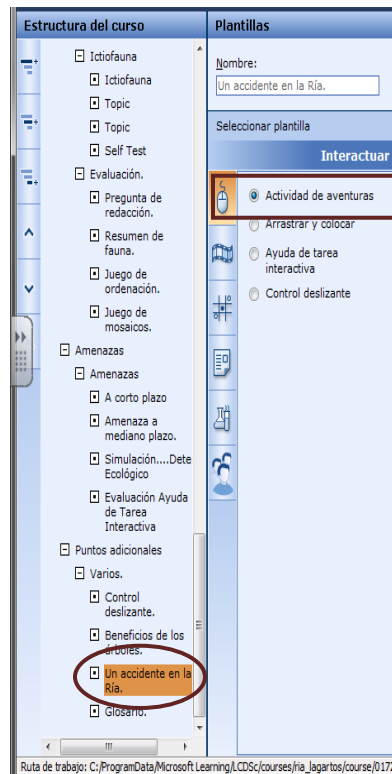 Estructura del curso
Ictiofauna
Ictiofauna
Topic
Topic
Self Test
Evaluación.
Pregunta de
redacción.
Resumen de
fauna.
Juego de
ordenación.
Juego de
mosaicos.
Amenazas
Amenazas
A corto plazo
Amenaza a
mediano plazo.
Simulación....Dete
Ecológico
Evaluación Ayuda
de Tarea
Interactiva
Puntos adicionales
Varios.
Control
deslizante.
Beneficios de los
árboles.
Un accidente en la
Ría.
Glosario.
Plantillas
Nombre:
Un accidente en la Ría.
Seleccionar plantilla
Interactuar
Actividad de aventuras
Arrastrar y colocar
Ayuda de tarea
interactiva
Control deslizante
Ruta de trabajo: C:/ProgramData/Microsoft Learning/LCDSc/courses/ria_lagartos/course/0172